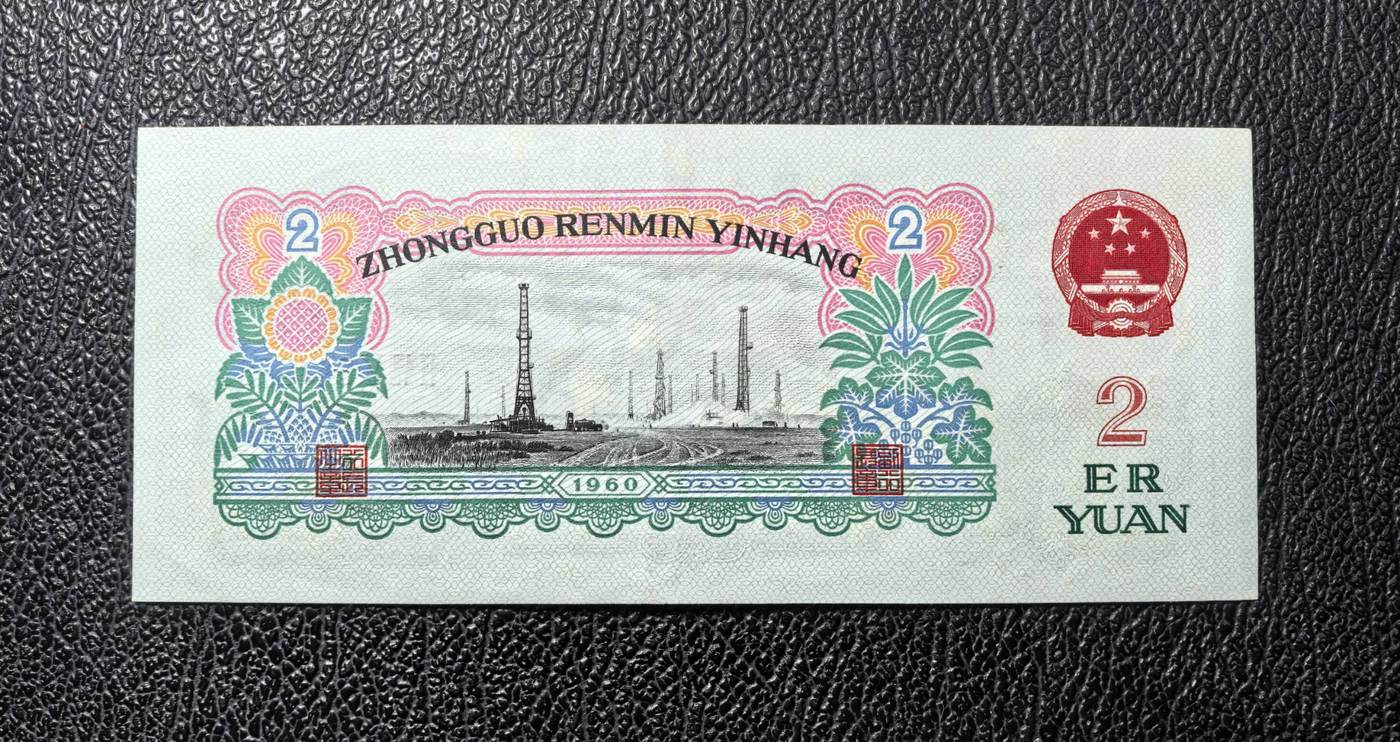 2
2
ZHONGGUO RENMIN YINHANG
2
1960
ER
YUAN